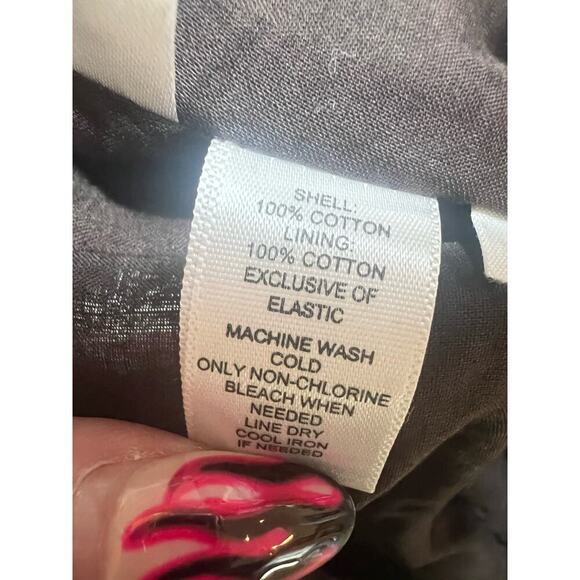 SHELL:
100% COTTON
LINING:
100% COTTON
EXCLUSIVE OF
ELASTIC
MACHINE WASH
COLD
ONLY NON-CHLORINE
BLEACH WHEN
NEEDED
LINE DRY
COOL IRON
IF NEEDED